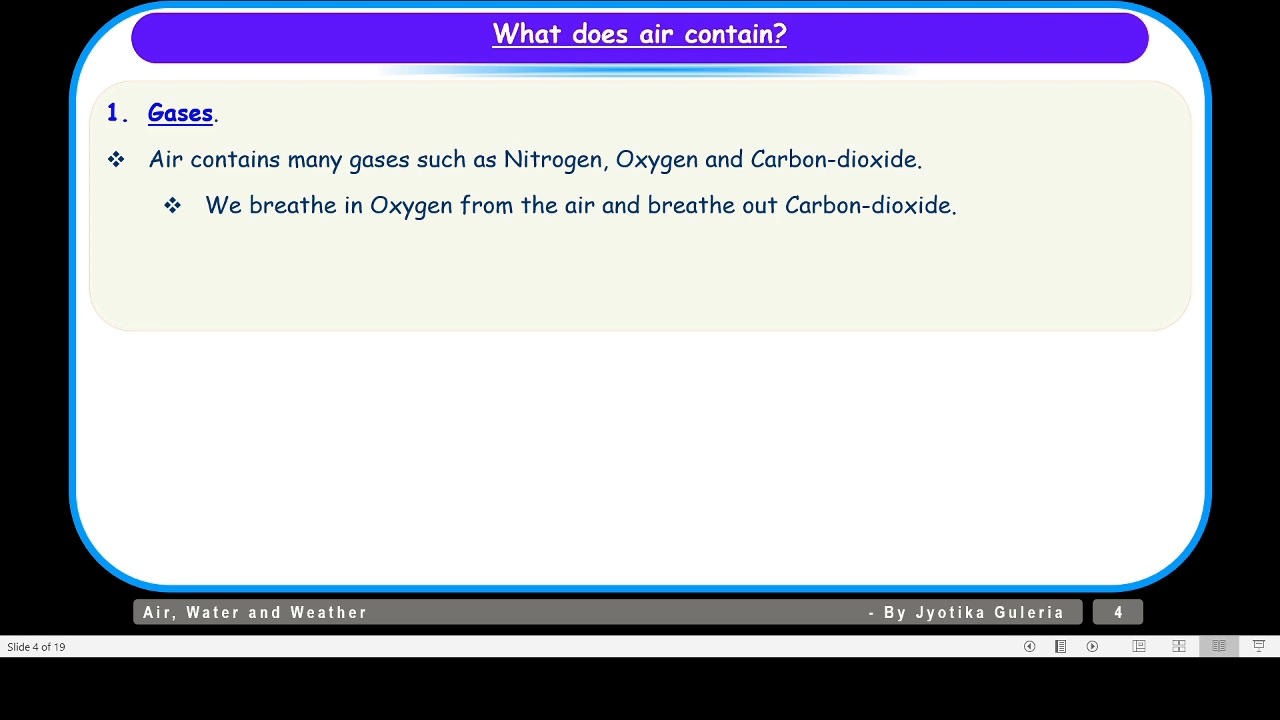 What does air contain?
1. Gases.
❖ Air contains many gases such as Nitrogen, Oxygen and Carbon-dioxide.
❖ We breathe in Oxygen from the air and breathe out Carbon-dioxide.
Air, Water and Weather - By Jyotika Guleria 4
Slide 4 of 19